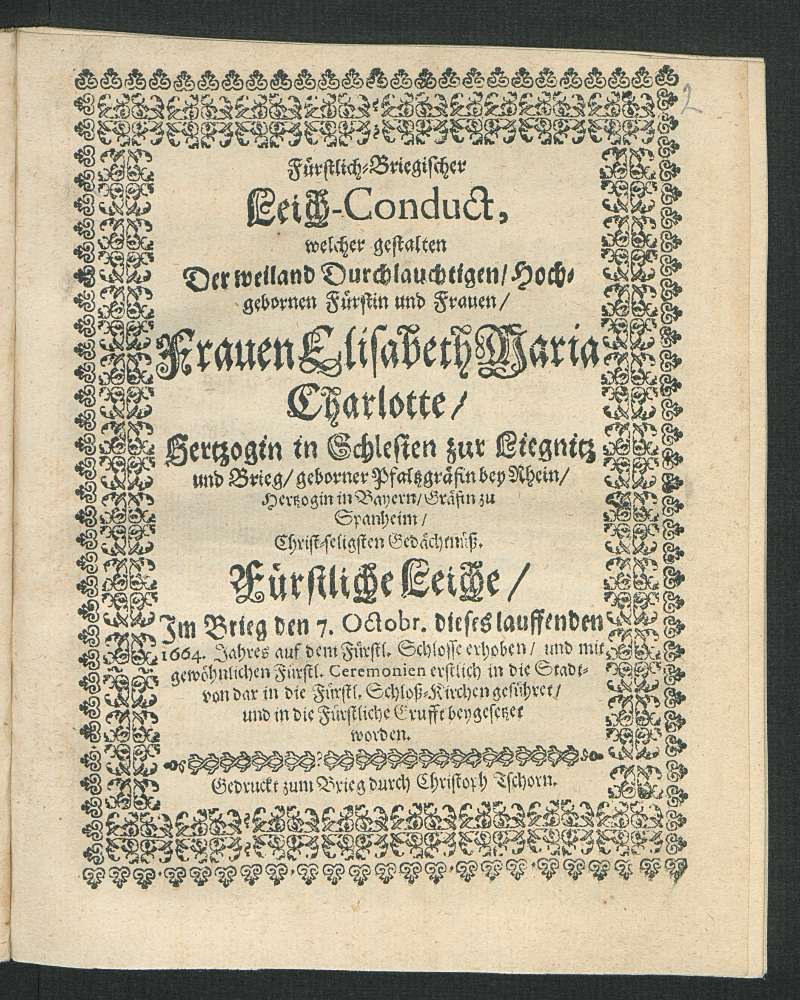 2
Fürstlich-Briegischer
Leich-Conduct,
welcher gestalten
Der weiland Durchlauchtigen/ Hoch-
gebornen Fürstin und Frauen/
Frauen Elisabeth Maria
Charlotte/
Hertzogin in Schlesien zur Liegnitz
und Brieg/ geborner Pfaltzgräfin bey Rhein/
Hertzogin in Bayern/ Gräfin zu
Spanheim/
Christ-seligsten Gedächtnüß.
Fürstliche Leiche/
Im Brieg den 7. Octobr. dieses lauffenden
1664. Jahres auf dem Fürstl. Schlosse erhoben/ und mit
gewöhnlichen Fürstl. Ceremonien erstlich in die Stadt-
von dar in die Fürstl. Schloß-Kirchen geführet/
und in die Fürstliche Grufft beygesetzet
worden.
Gedruckt zum Brieg durch Christoph Tschorn.